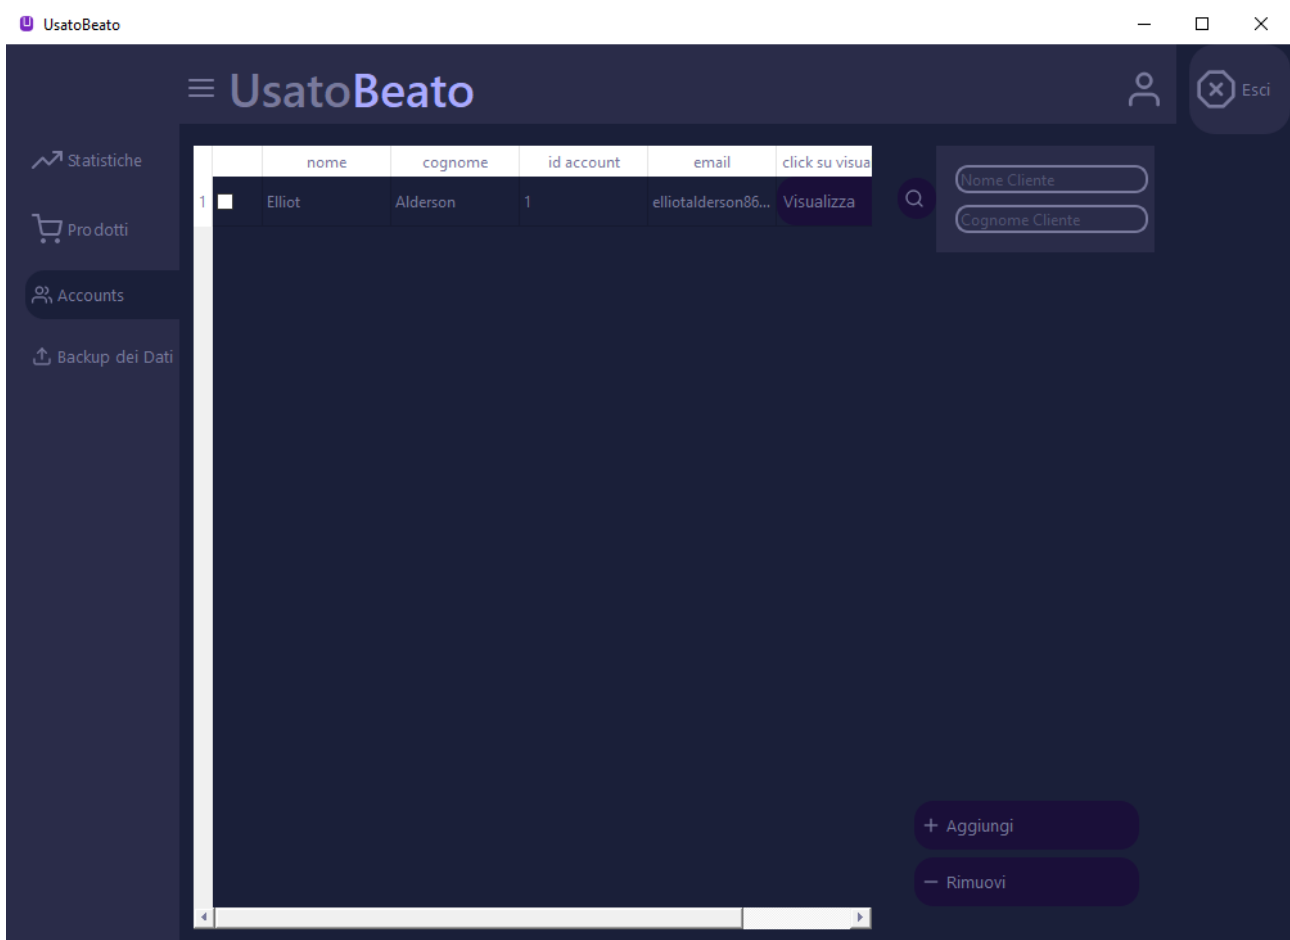 UsatoBeato
UsatoBeato
Esci
Statistiche
Prodotti
Accounts
Backup dei Dati
nome cognome id account email click su visua
1 Elliot Alderson 1 elliotalderson86... Visualizza
Nome Cliente
Cognome Cliente
+ Aggiungi
− Rimuovi